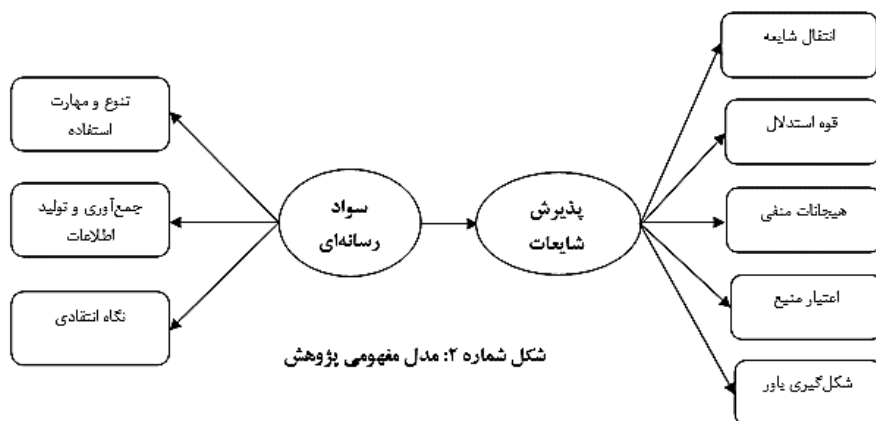 انتقال شایعه
قوه استدلال
هیجانات منفی
اعتبار منبع
شکل‌گیری باور
پذیرش
شایعات
سواد
رسانه‌ای
تنوع و مهارت
استفاده
جمع‌آوری و تولید
اطلاعات
نگاه انتقادی
شکل شماره ۲: مدل مفهومی پژوهش